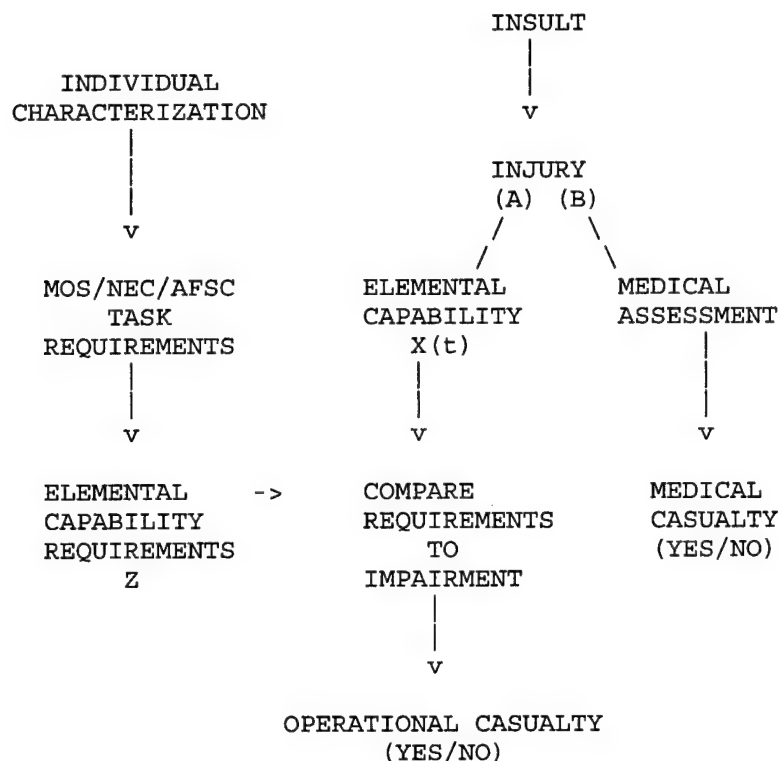 INSULT
INDIVIDUAL
CHARACTERIZATION
v
INJURY
(A) (B)
v
MOS/NEC/AFSC
TASK
REQUIREMENTS
ELEMENTAL
CAPABILITY
X(t)
MEDICAL
ASSESSMENT
v
v
v
ELEMENTAL
CAPABILITY
REQUIREMENTS
Z
->
COMPARE
REQUIREMENTS
TO
IMPAIRMENT
MEDICAL
CASUALTY
(YES/NO)
v
OPERATIONAL CASUALTY
(YES/NO)